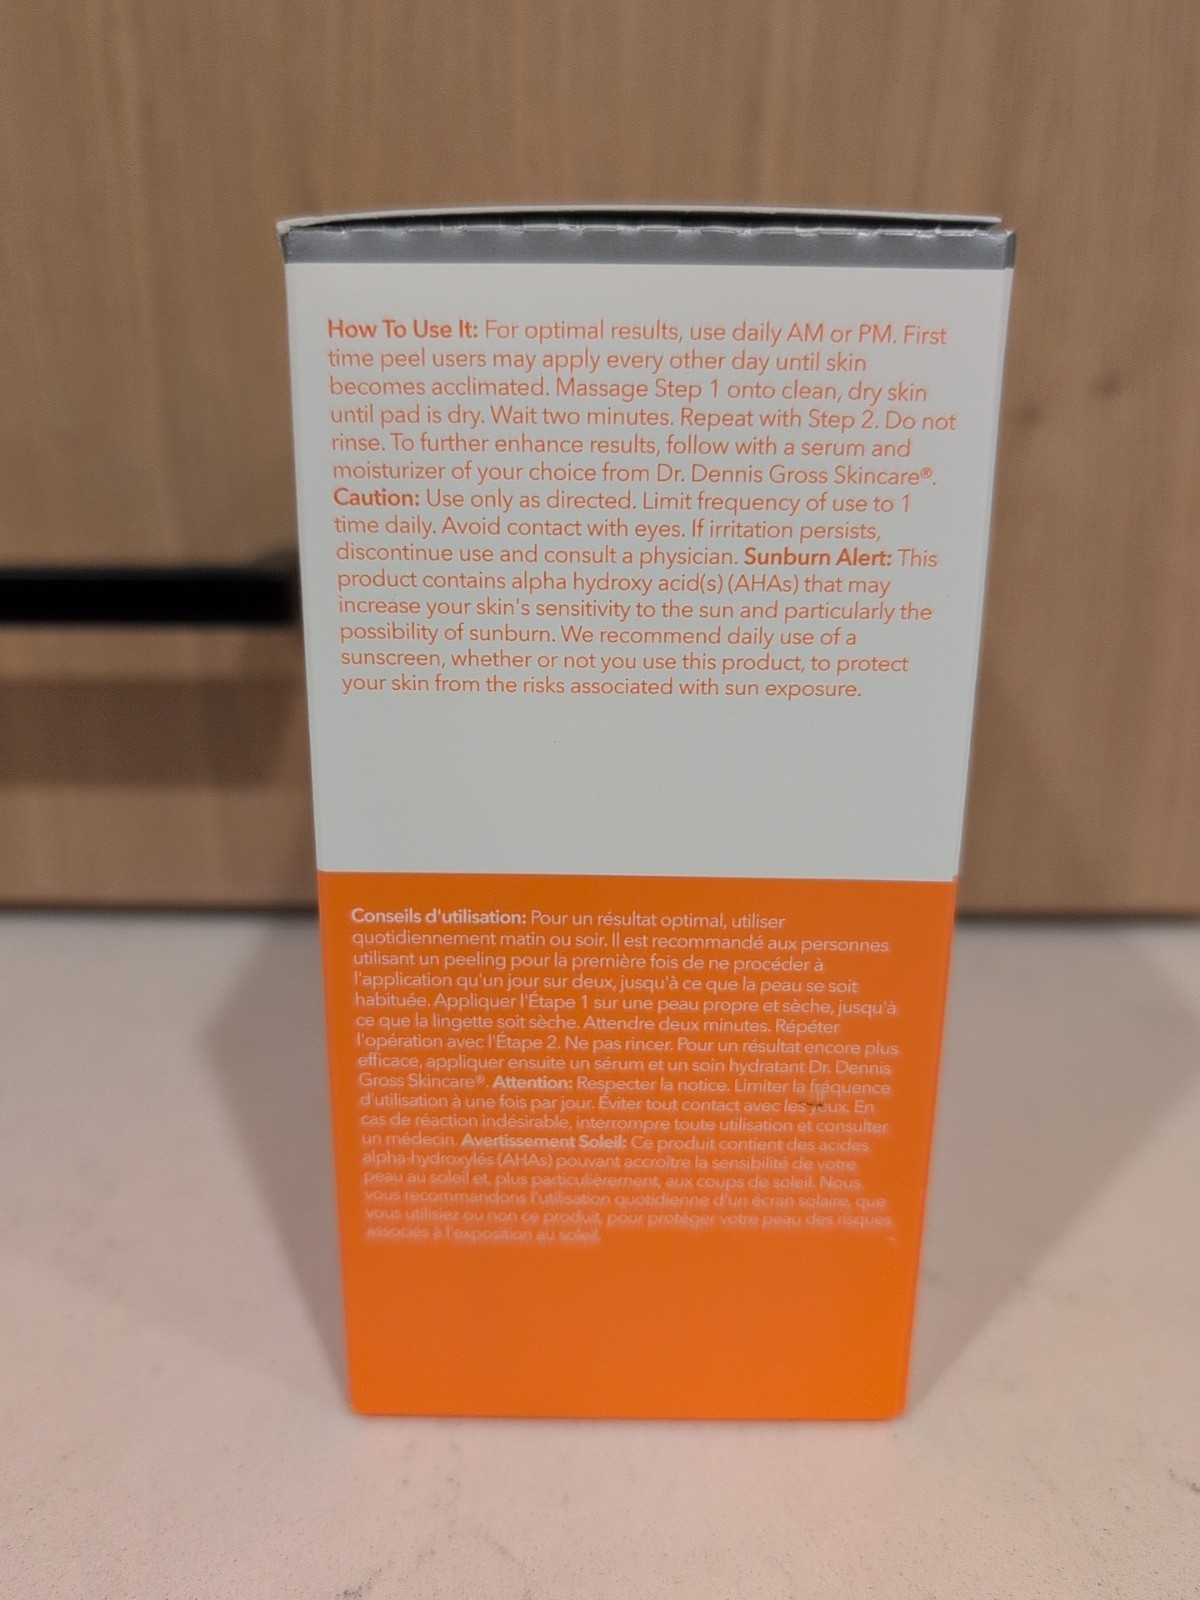 How To Use It: For optimal results, use daily AM or PM. First
time peel users may apply every other day until skin
becomes acclimated. Massage Step 1 onto clean, dry skin
until pad is dry. Wait two minutes. Repeat with Step 2. Do not
rinse. To further enhance results, follow with a serum and
moisturizer of your choice from Dr. Dennis Gross Skincare®.
Caution: Use only as directed. Limit frequency of use to 1
time daily. Avoid contact with eyes. If irritation persists,
discontinue use and consult a physician. Sunburn Alert: This
product contains alpha hydroxy acid(s) (AHAs) that may
increase your skin's sensitivity to the sun and particularly the
possibility of sunburn. We recommend daily use of a
sunscreen, whether or not you use this product, to protect
your skin from the risks associated with sun exposure.
Conseils d'utilisation: Pour un résultat optimal, utiliser
quotidiennement matin ou soir. Il est recommandé aux personnes
utilisant un peeling pour la première fois de ne procéder à
l'application qu'un jour sur deux, jusqu'à ce que la peau se soit
habituée. Appliquer l'Étape 1 sur une peau propre et sèche, jusqu'à
ce que la lingette soit sèche. Attendre deux minutes. Répéter
l'opération avec l'Étape 2. Ne pas rincer. Pour un résultat encore plus
efficace, appliquer ensuite un sérum et un soin hydratant Dr. Dennis
Gross Skincare®. Attention: Respecter la notice. Limiter la fréquence
d'utilisation à une fois par jour. Éviter tout contact avec les yeux. En
cas de réaction indésirable, interrompre toute utilisation et consulter
un médecin. Avertissement Soleil: Ce produit contient des acides
alpha-hydroxylés (AHAs) pouvant accroître la sensibilité de votre
peau au soleil et, plus particulièrement, aux coups de soleil. Nous
vous recommandons l'utilisation quotidienne d'un écran solaire, que
vous utilisiez ou non ce produit, pour protéger votre peau des risques
associés à l'exposition au soleil.